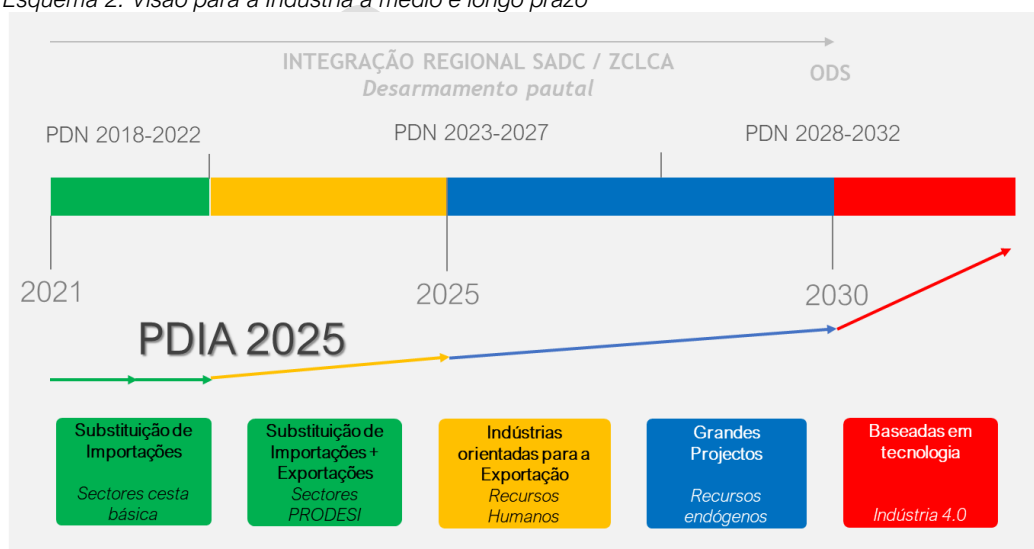 Esquema 2: Visão para a indústria a médio e longo prazo
INTEGRAÇÃO REGIONAL SADC / ZCLCA
Desarmamento pautal
ODS
PDN 2018-2022
PDN 2023-2027
PDN 2028-2032
2021
2025
2030
PDIA 2025
Substituição de
Importações
Sectores cesta
básica
Substituição de
Importações +
Exportações
Sectores
PRODESI
Indústrias
orientadas para a
Exportação
Recursos
Humanos
Grandes
Projectos
Recursos
endógenos
Baseadas em
tecnologia
Indústria 4.0